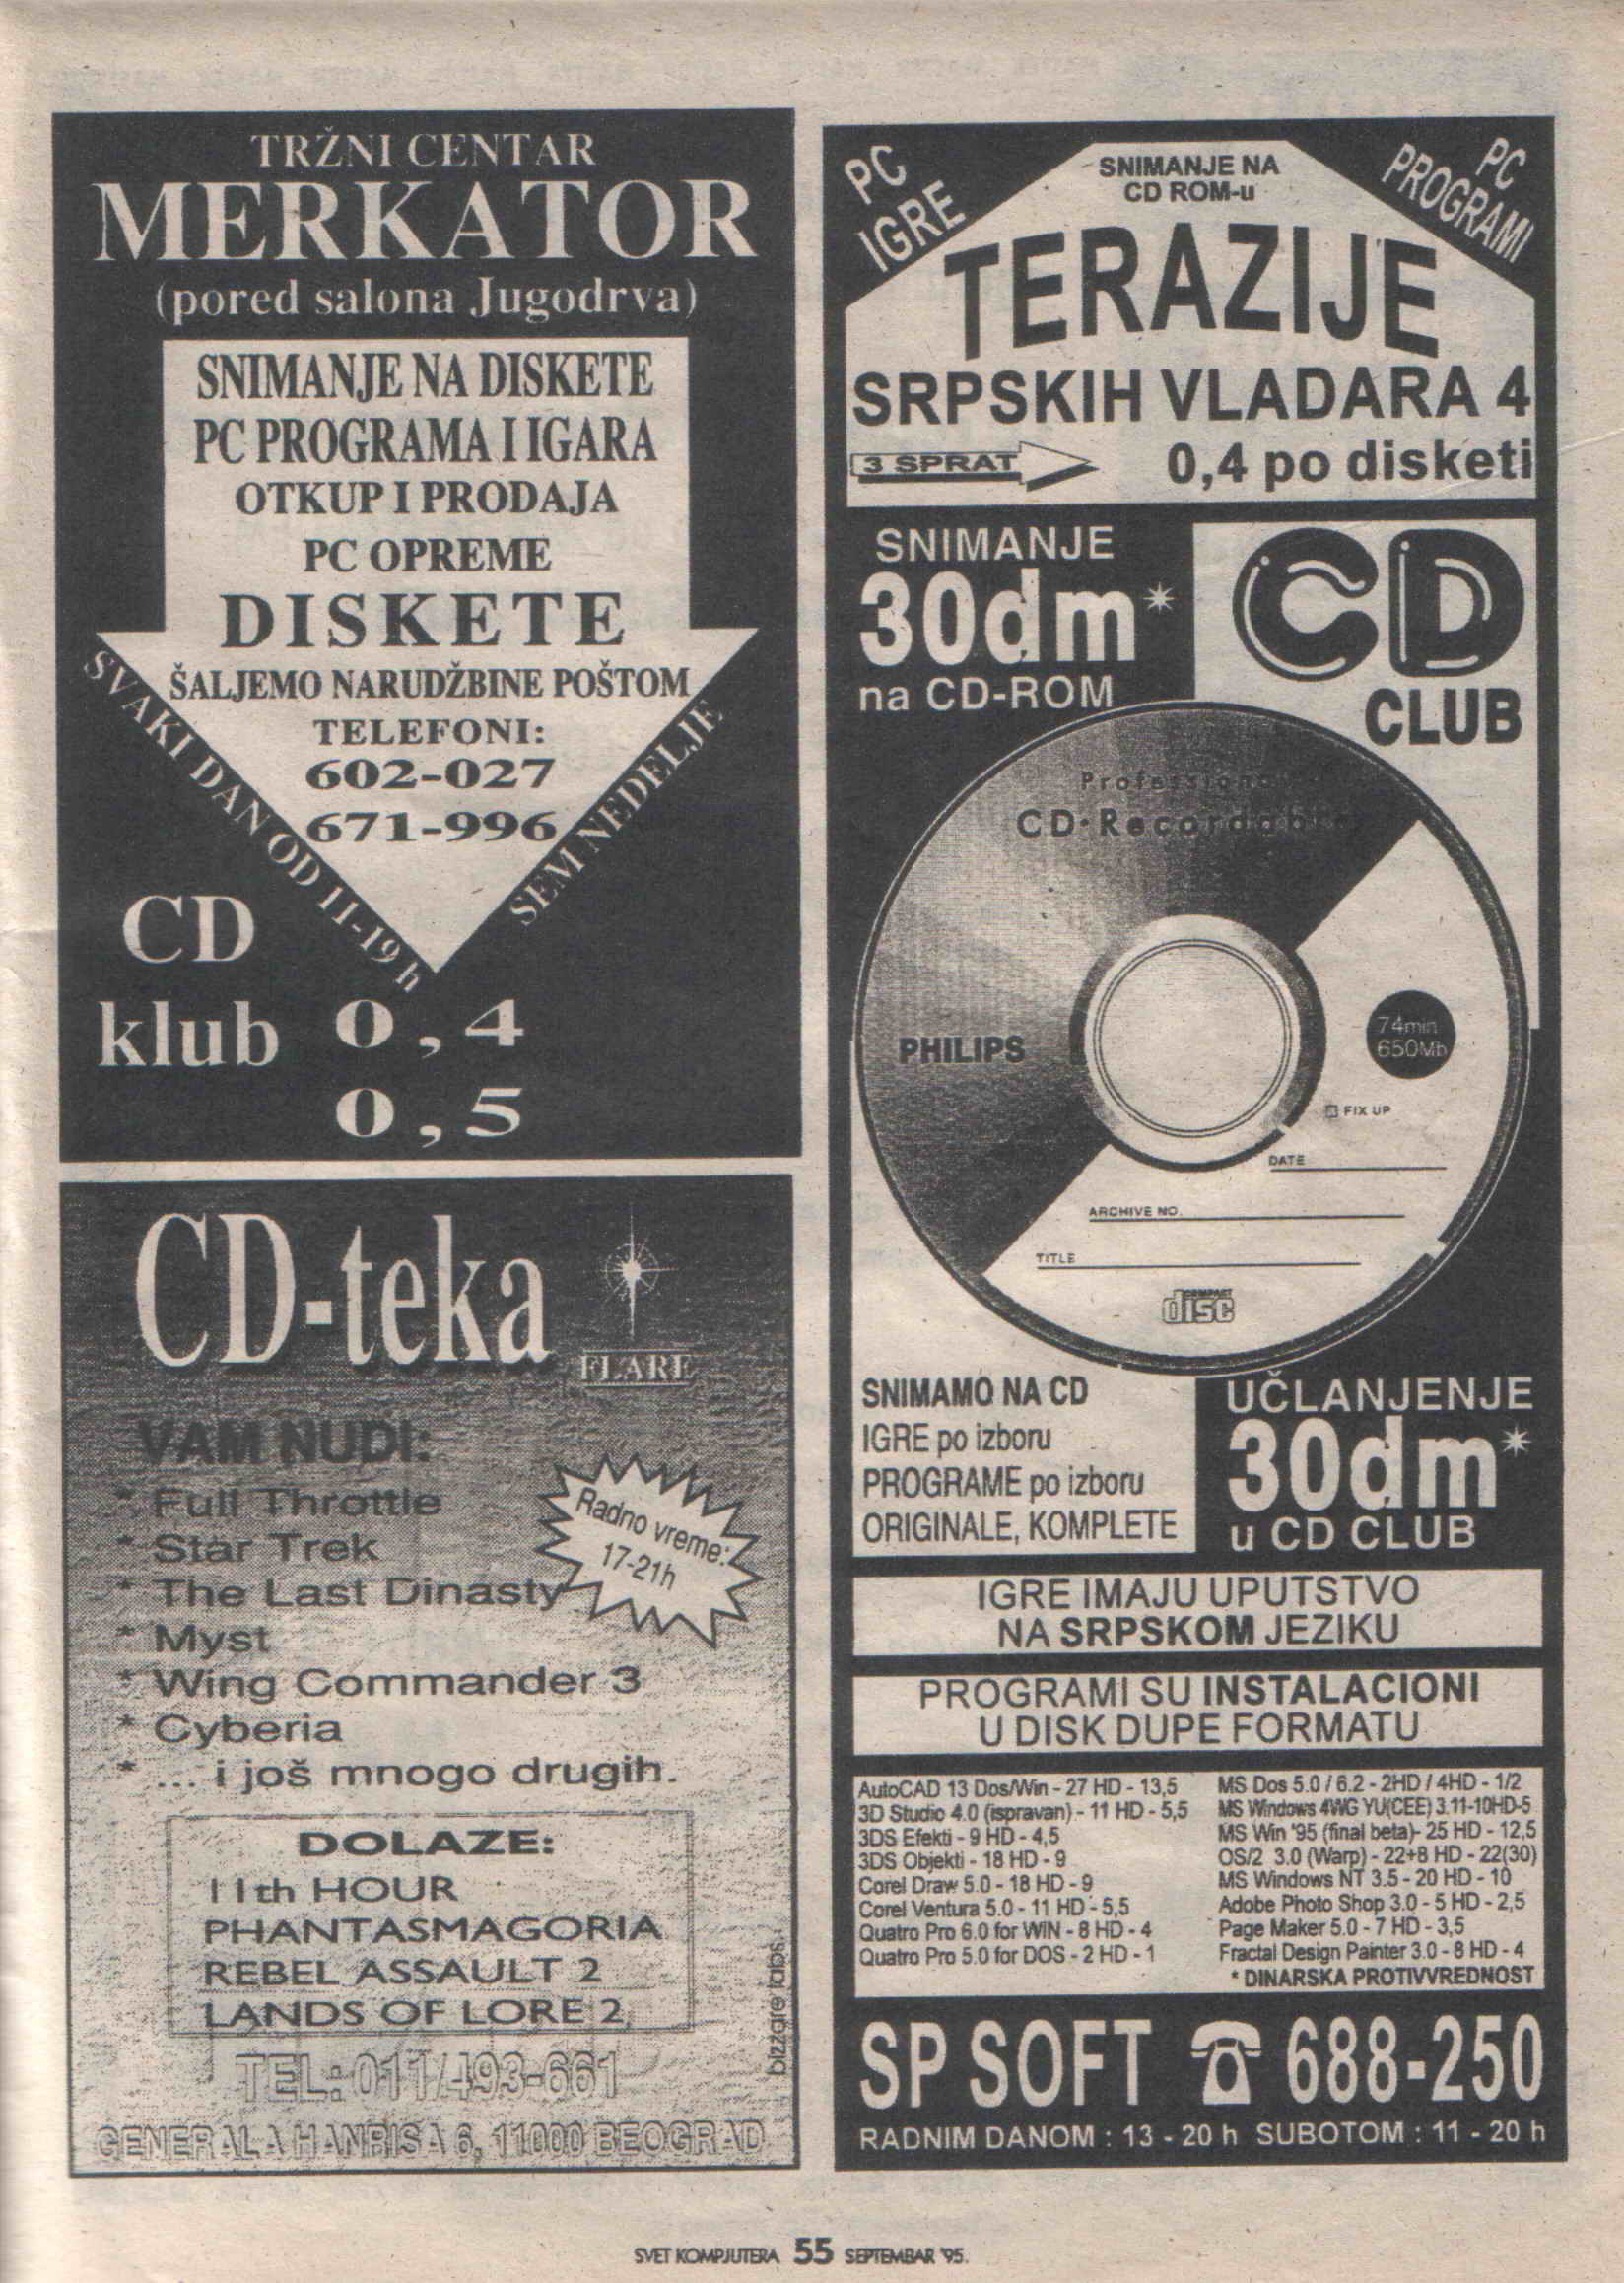 TRŽNI CENTAR
MERKATOR
(pored salona Jugodrva)
SNIMANJE NA DISKETE
PC PROGRAMA I IGARA
OTKUP I PRODAJA
PC OPREME
DISKETE
ŠALJEMO NARUDŽBINE POŠTOM
TELEFONI:
602-027
671-996
SVAKI DAN OD 11-19 h
SEM NEDELJE
CD
klub
0,4
0,5
CD-teka
FLARE
VAM NUDI:
* Full Throttle
* Star Trek
* The Last Dinasty
* Myst
* Wing Commander 3
* Cyberia
* ... i još mnogo drugih.
Radno vreme:
17-21h
DOLAZE:
11th HOUR
PHANTASMAGORIA
REBEL ASSAULT 2
LANDS OF LORE 2
TEL: 011/493-661
GENERALA HANRISA 6, 11000 BEOGRAD
bizzare labs.
PC
IGRE
SNIMANJE NA
CD ROM-u
PC
PROGRAMI
TERAZIJE
SRPSKIH VLADARA 4
3 SPRAT
0,4 po disketi
SNIMANJE
30dm*
na CD-ROM
CD
CLUB
Professional
CD-Recordable
PHILIPS
74min
650Mb
FIX UP
DATE
ARCHIVE NO.
TITLE
COMPACT
disc
SNIMAMO NA CD
IGRE po izboru
PROGRAME po izboru
ORIGINALE, KOMPLETE
UČLANJENJE
30dm*
u CD CLUB
IGRE IMAJU UPUTSTVO
NA SRPSKOM JEZIKU
PROGRAMI SU INSTALACIONI
U DISK DUPE FORMATU
AutoCAD 13 Dos/Win - 27 HD - 13,5
3D Studio 4.0 (ispravan) - 11 HD - 5,5
3DS Efekti - 9 HD - 4,5
3DS Objekti - 18 HD - 9
Corel Draw 5.0 - 18 HD - 9
Corel Ventura 5.0 - 11 HD - 5,5
Quatro Pro 6.0 for WIN - 8 HD - 4
Quatro Pro 5.0 for DOS - 2 HD - 1
MS Dos 5.0 / 6.2 - 2HD / 4HD - 1/2
MS Windows 4WG YU(CEE) 3.11-10HD-5
MS Win '95 (final beta)- 25 HD - 12,5
OS/2 3.0 (Warp) - 22+8 HD - 22(30)
MS Windows NT 3.5 - 20 HD - 10
Adobe Photo Shop 3.0 - 5 HD - 2,5
Page Maker 5.0 - 7 HD - 3,5
Fractal Design Painter 3.0 - 8 HD - 4
* DINARSKA PROTIVVREDNOST
SP SOFT ☎ 688-250
RADNIM DANOM : 13 - 20 h SUBOTOM : 11 - 20 h
SVET KOMPJUTERA 55 SEPTEMBAR '95.